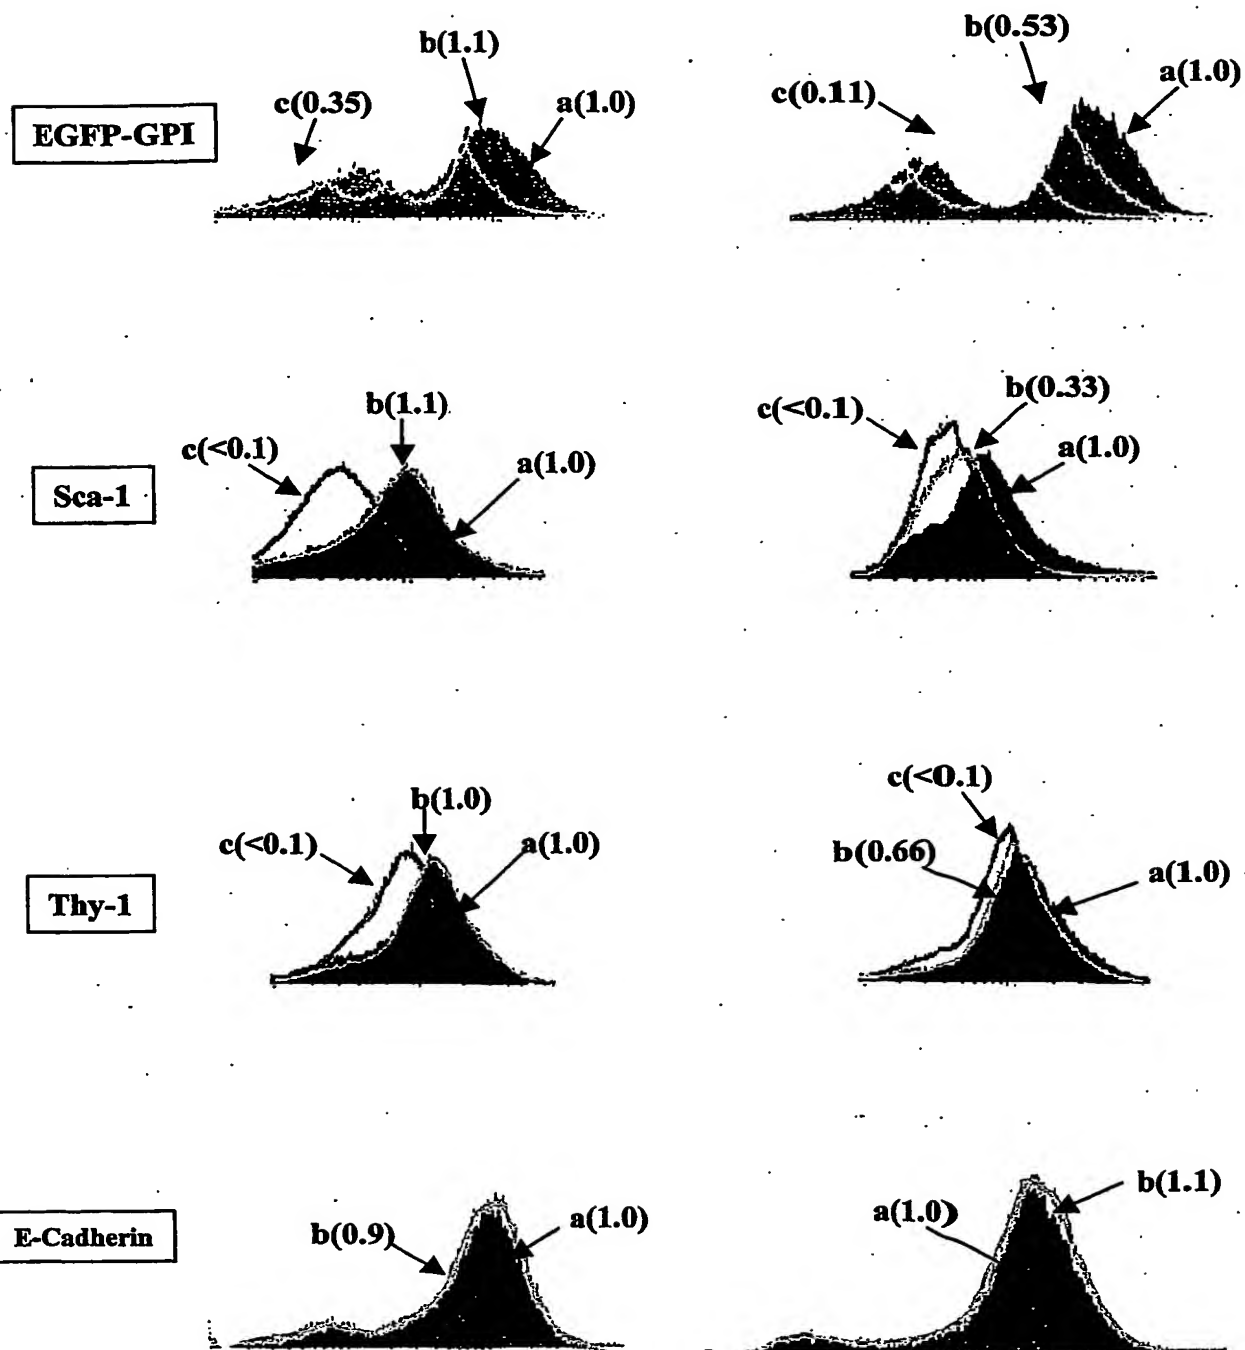 EGFP-GPI
b(1.1)
c(0.35)
a(1.0)
b(0.53)
c(0.11)
a(1.0)
Sca-1
b(1.1)
c(<0.1)
a(1.0)
b(0.33)
c(<0.1)
a(1.0)
Thy-1
b(1.0)
c(<0.1)
a(1.0)
c(<0.1)
b(0.66)
a(1.0)
E-Cadherin
b(0.9)
a(1.0)
a(1.0)
b(1.1)